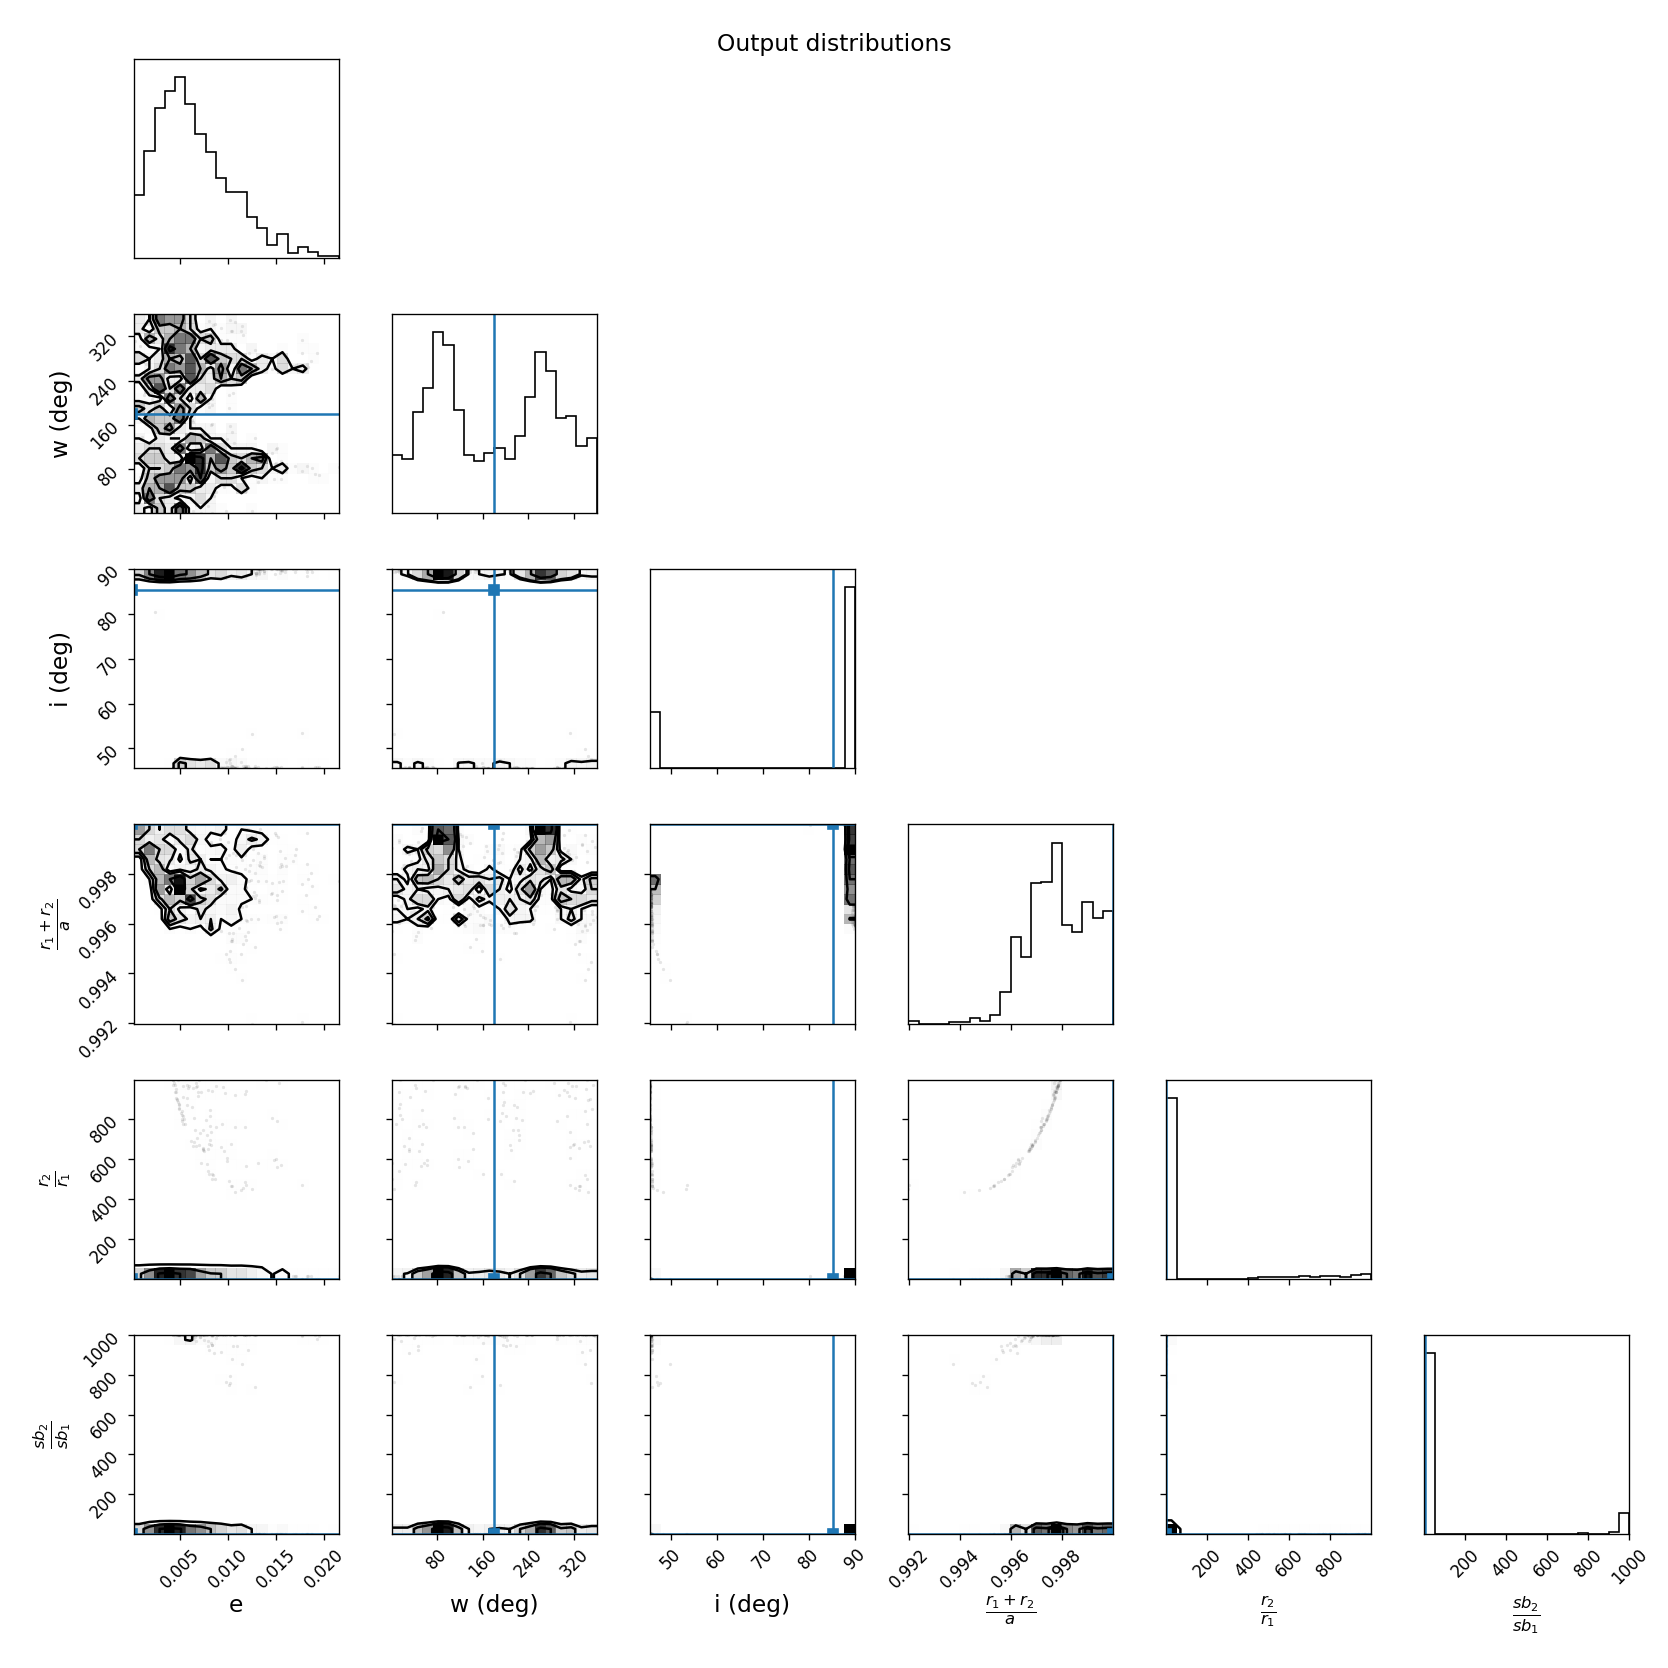 Output distributions
320
240
160
80
w (deg)
90
80
70
60
50
i (deg)
0.998
0.996
0.994
0.992
r₁ + r₂
a
800
600
400
200
r₂
r₁
1000
800
600
400
200
sb₂
sb₁
0.005 0.010 0.015 0.020
80 160 240 320
50 60 70 80 90
0.992 0.994 0.996 0.998
200 400 600 800
200 400 600 800 1000
e
w (deg)
i (deg)
r₁ + r₂
a
r₂
r₁
sb₂
sb₁